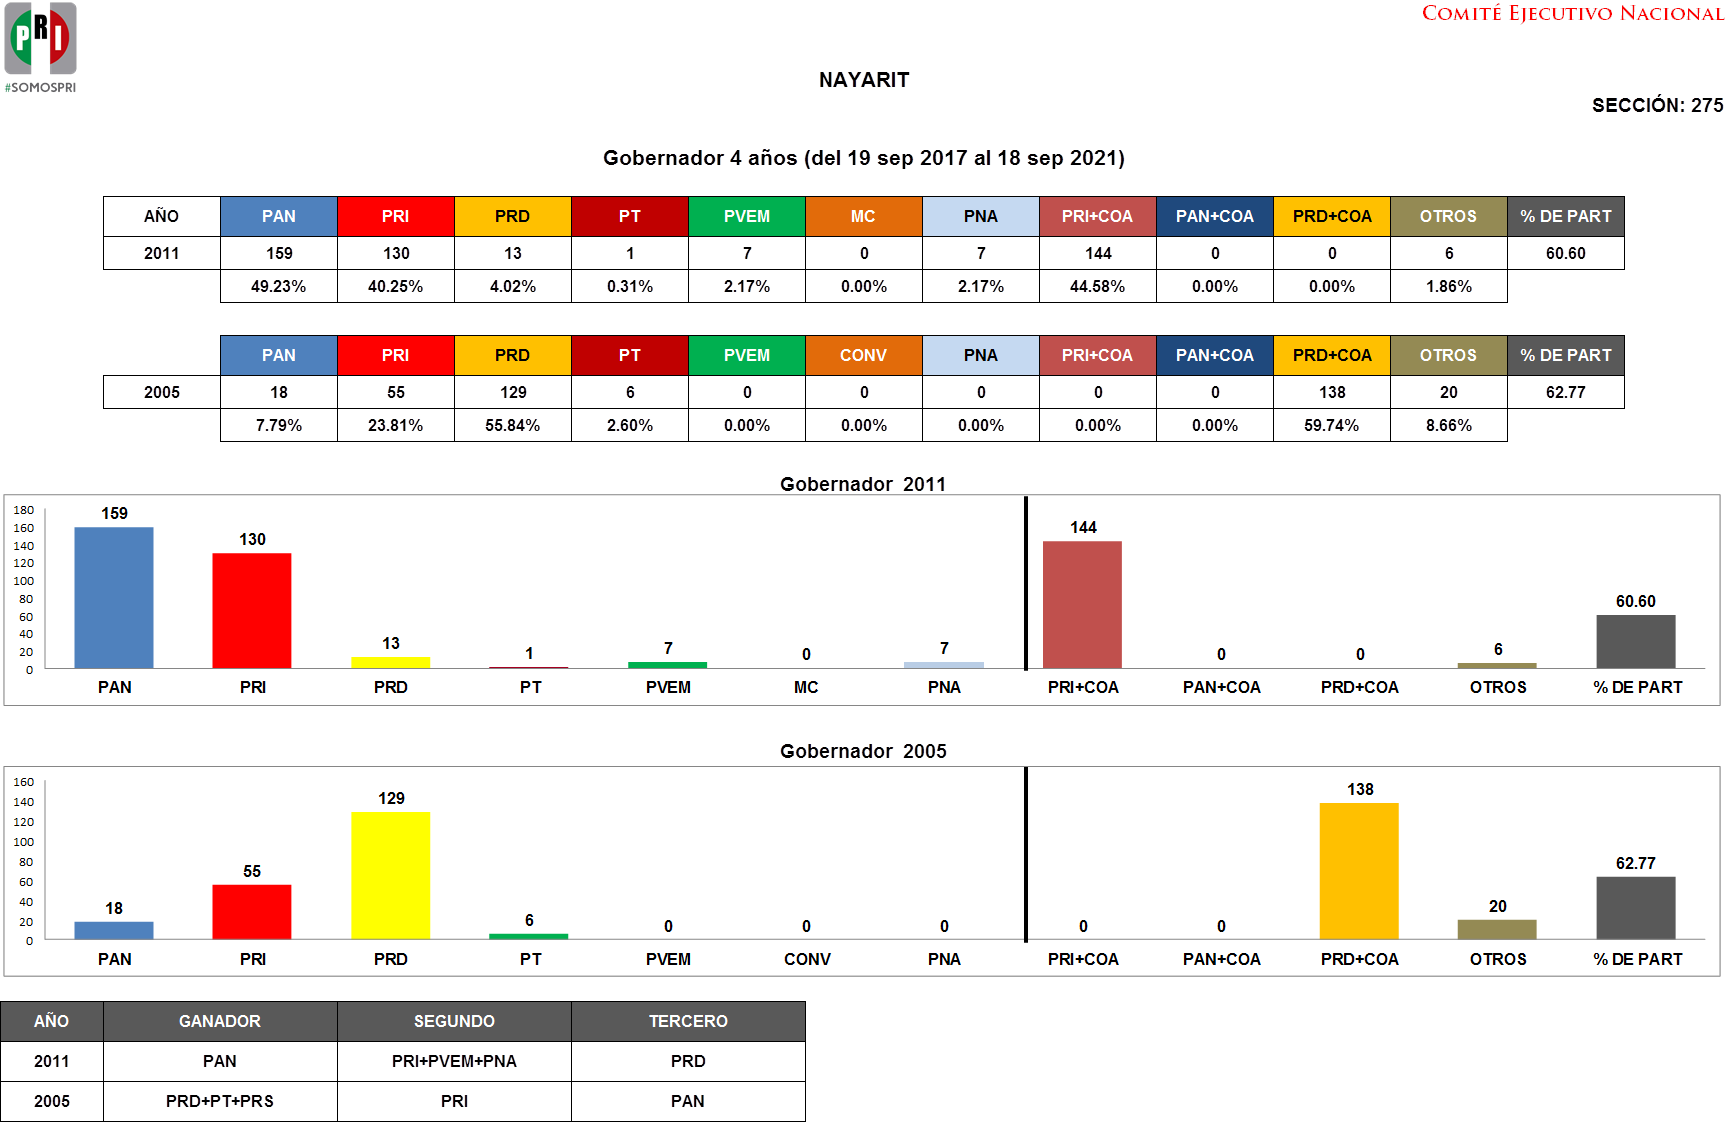 PRI
#SOMOSPRI
COMITÉ EJECUTIVO NACIONAL
NAYARIT
SECCIÓN: 275
Gobernador 4 años (del 19 sep 2017 al 18 sep 2021)
AÑO PAN PRI PRD PT PVEM MC PNA PRI+COA PAN+COA PRD+COA OTROS % DE PART
2011 159 130 13 1 7 0 7 144 0 0 6 60.60
49.23% 40.25% 4.02% 0.31% 2.17% 0.00% 2.17% 44.58% 0.00% 0.00% 1.86%
PAN PRI PRD PT PVEM CONV PNA PRI+COA PAN+COA PRD+COA OTROS % DE PART
2005 18 55 129 6 0 0 0 0 0 138 20 62.77
7.79% 23.81% 55.84% 2.60% 0.00% 0.00% 0.00% 0.00% 0.00% 59.74% 8.66%
Gobernador 2011
180
160
140
120
100
80
60
40
20
0
159 130 13 1 7 0 7 144 0 0 6 60.60
PAN PRI PRD PT PVEM MC PNA PRI+COA PAN+COA PRD+COA OTROS % DE PART
Gobernador 2005
160
140
120
100
80
60
40
20
0
18 55 129 6 0 0 0 0 0 138 20 62.77
PAN PRI PRD PT PVEM CONV PNA PRI+COA PAN+COA PRD+COA OTROS % DE PART
AÑO GANADOR SEGUNDO TERCERO
2011 PAN PRI+PVEM+PNA PRD
2005 PRD+PT+PRS PRI PAN